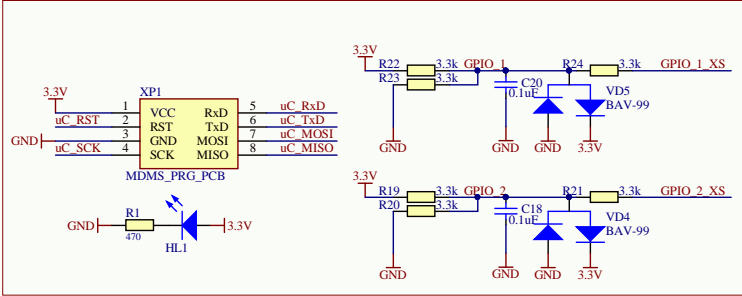 3.3V
R22
3.3k
GPIO_1
R24
3.3k
GPIO_1_XS
R23
3.3k
C20
0.1uF
VD5
BAV-99
GND
GND
GND
3.3V
3.3V
XP1
1 VCC RxD 5 uC_RxD
uC_RST 2 RST TxD 6 uC_TxD
GND 3 GND MOSI 7 uC_MOSI
uC_SCK 4 SCK MISO 8 uC_MISO
MDMS_PRG_PCB
3.3V
R19
3.3k
GPIO_2
R21
3.3k
GPIO_2_XS
R20
3.3k
C18
0.1uF
VD4
BAV-99
GND
GND
GND
3.3V
GND
R1
470
HL1
3.3V